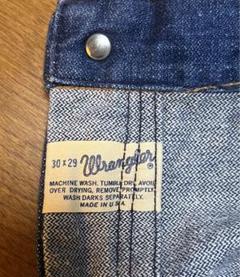 30 X 29 Wrangler
MACHINE WASH. TUMBLE DRY. AVOID
OVER DRYING. REMOVE PROMPTLY.
WASH DARKS SEPARATELY.
MADE IN U.S.A.